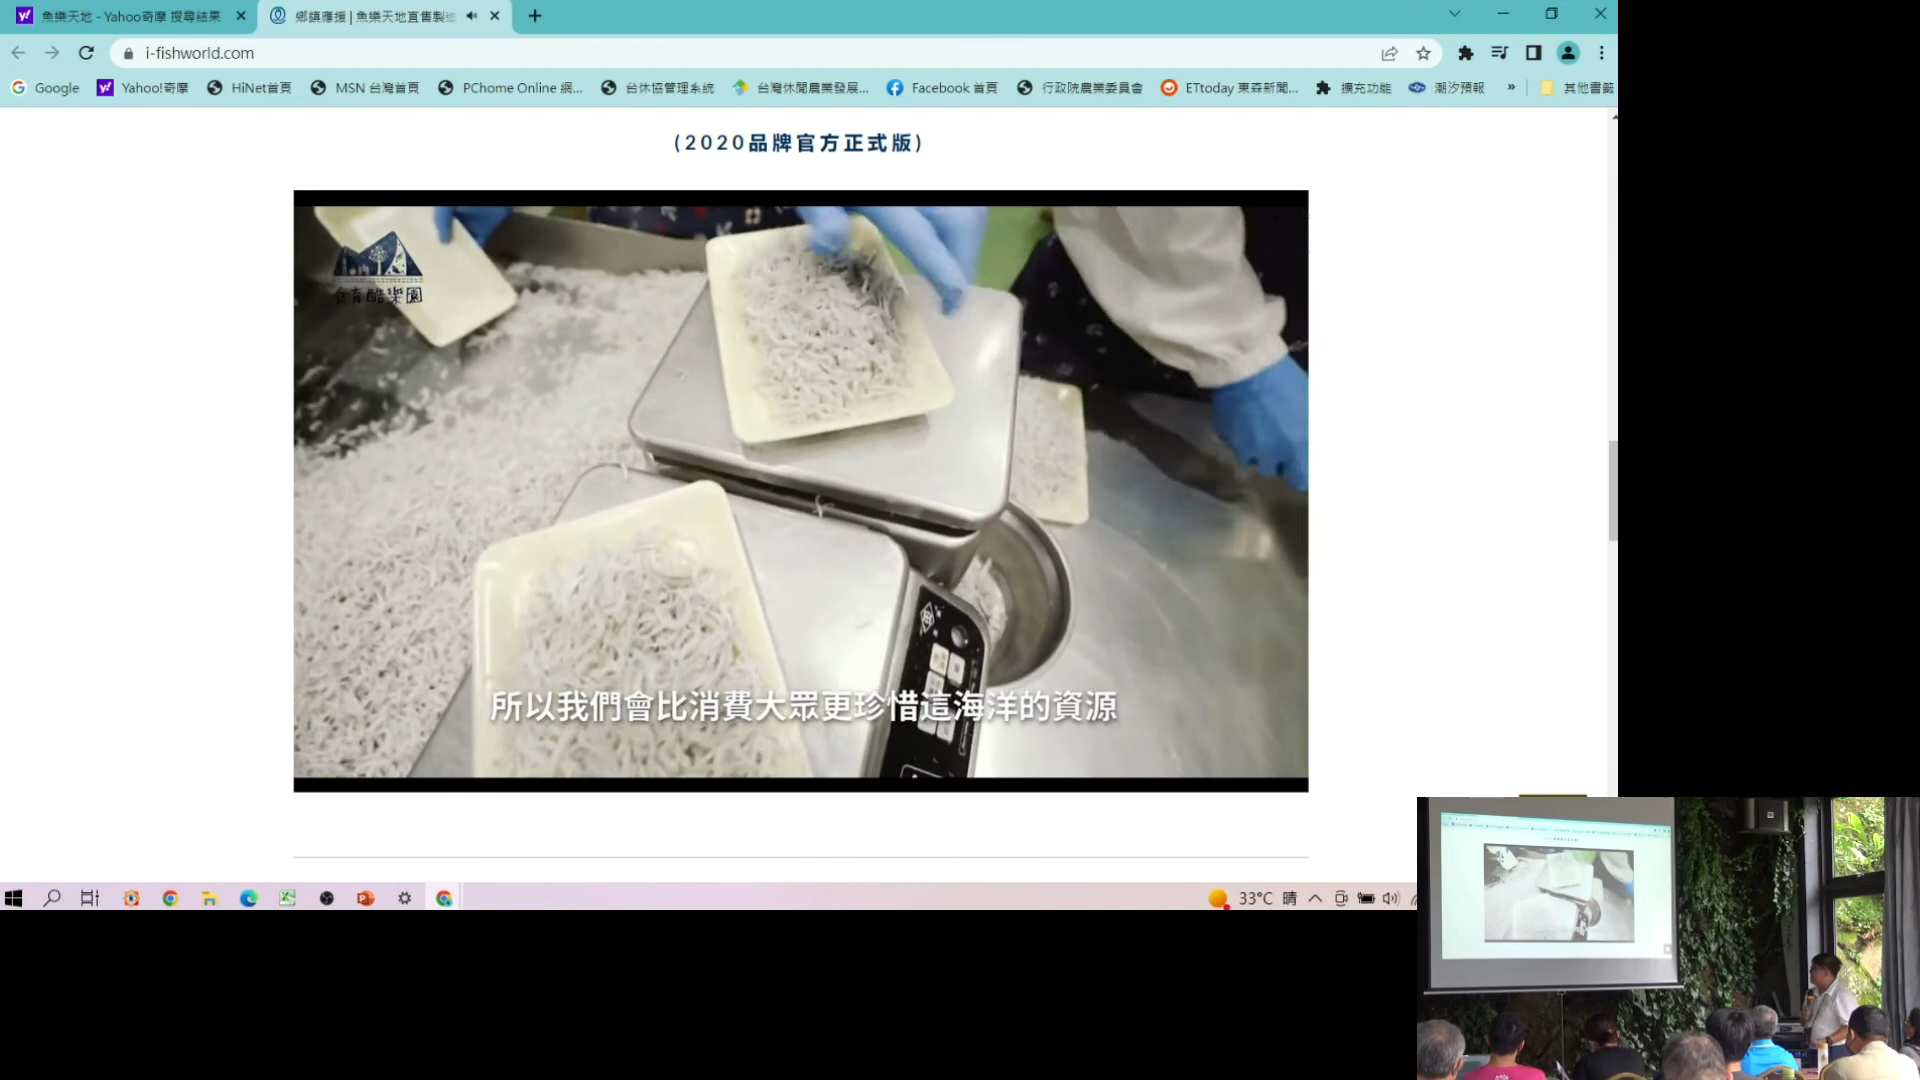 魚樂天地 - Yahoo奇摩 搜尋結果
鄉鎮應援 | 魚樂天地直售製造
i-fishworld.com
Google
Yahoo!奇摩
HiNet首頁
MSN 台灣首頁
PChome Online 網...
台休協管理系統
台灣休閒農業發展...
Facebook 首頁
行政院農業委員會
ETtoday 東森新聞...
擴充功能
潮汐預報
»
其他書籤
(2020品牌官方正式版)
食育酷樂園
所以我們會比消費大眾更珍惜這海洋的資源
33°C 晴